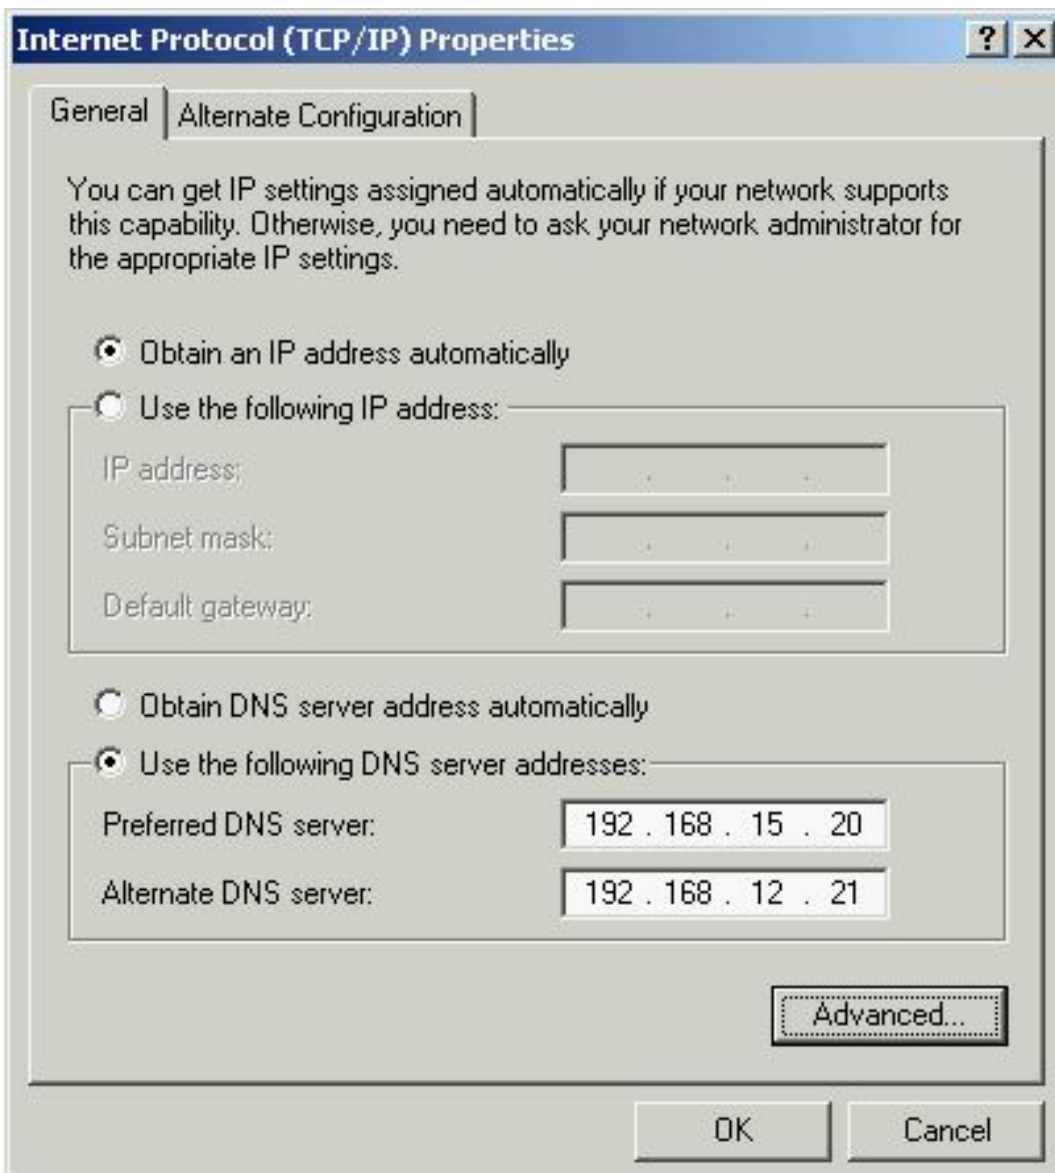 Internet Protocol (TCP/IP) Properties
General
Alternate Configuration
You can get IP settings assigned automatically if your network supports
this capability. Otherwise, you need to ask your network administrator for
the appropriate IP settings.
Obtain an IP address automatically
Use the following IP address:
IP address:
Subnet mask:
Default gateway:
Obtain DNS server address automatically
Use the following DNS server addresses:
Preferred DNS server: 192 . 168 . 15 . 20
Alternate DNS server: 192 . 168 . 12 . 21
Advanced...
OK
Cancel